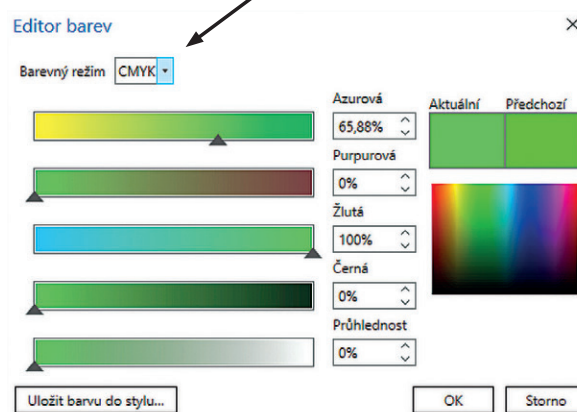 Editor barev
Barevný režim CMYK
Azurová
65,88%
Purpurová
0%
Žlutá
100%
Černá
0%
Průhlednost
0%
Aktuální Předchozí
Uložit barvu do stylu... OK Storno